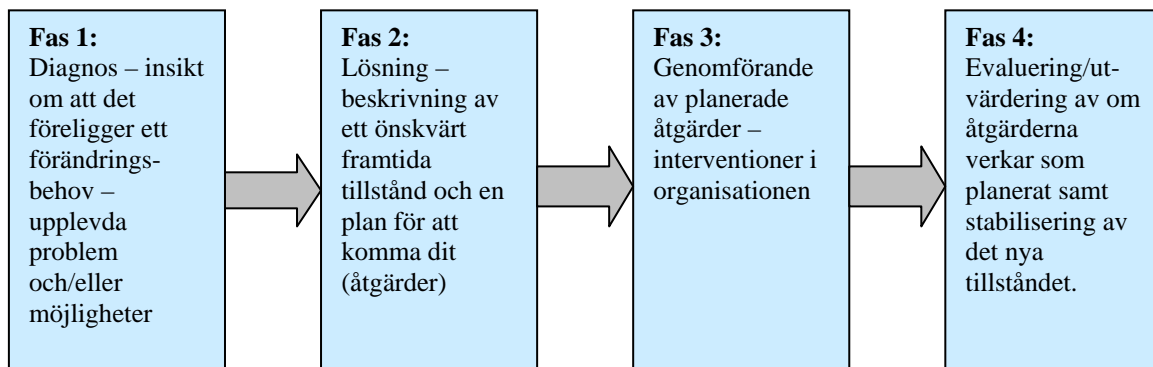 Fas 1:
Diagnos – insikt
om att det
föreligger ett
förändrings-
behov –
upplevda
problem
och/eller
möjligheter
Fas 2:
Lösning –
beskrivning av
ett önskvärt
framtida
tillstånd och en
plan för att
komma dit
(åtgärder)
Fas 3:
Genomförande
av planerade
åtgärder –
interventioner i
organisationen
Fas 4:
Evaluering/ut-
värdering av om
åtgärderna
verkar som
planerat samt
stabilisering av
det nya
tillståndet.